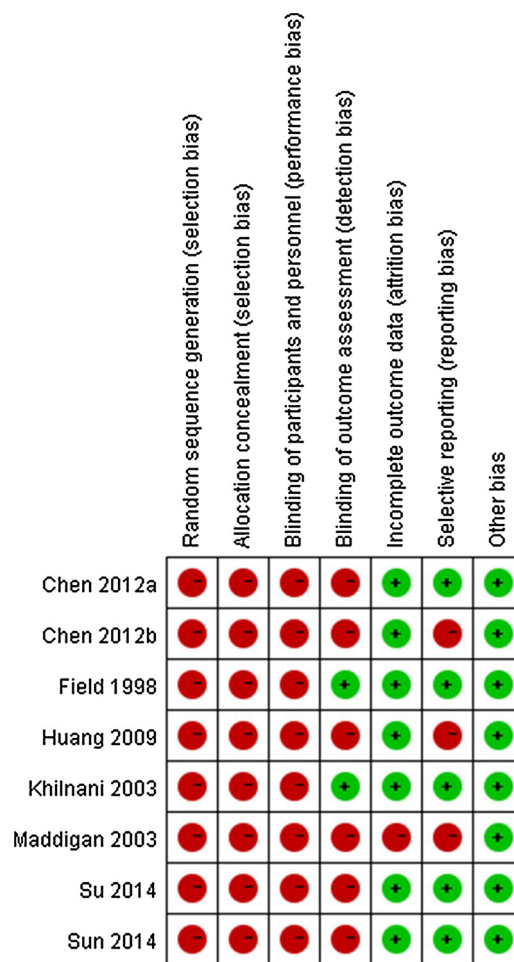 Random sequence generation (selection bias)
Allocation concealment (selection bias)
Blinding of participants and personnel (performance bias)
Blinding of outcome assessment (detection bias)
Incomplete outcome data (attrition bias)
Selective reporting (reporting bias)
Other bias
Chen 2012a - - - - + + +
Chen 2012b - - - - + - +
Field 1998 - - - + + + +
Huang 2009 - - - - + - +
Khilnani 2003 - - - + + + +
Maddigan 2003 - - - - - - +
Su 2014 - - - - + + +
Sun 2014 - - - - + + +